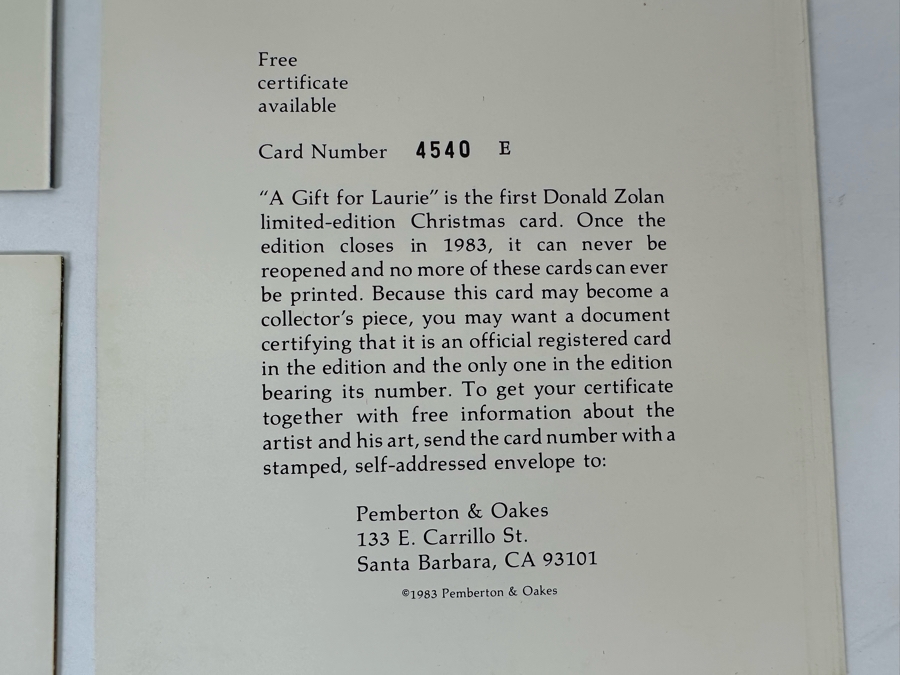 Free
certificate
available
Card Number 4540 E
"A Gift for Laurie" is the first Donald Zolan
limited-edition Christmas card. Once the
edition closes in 1983, it can never be
reopened and no more of these cards can ever
be printed. Because this card may become a
collector's piece, you may want a document
certifying that it is an official registered card
in the edition and the only one in the edition
bearing its number. To get your certificate
together with free information about the
artist and his art, send the card number with a
stamped, self-addressed envelope to:
Pemberton & Oakes
133 E. Carrillo St.
Santa Barbara, CA 93101
©1983 Pemberton & Oakes